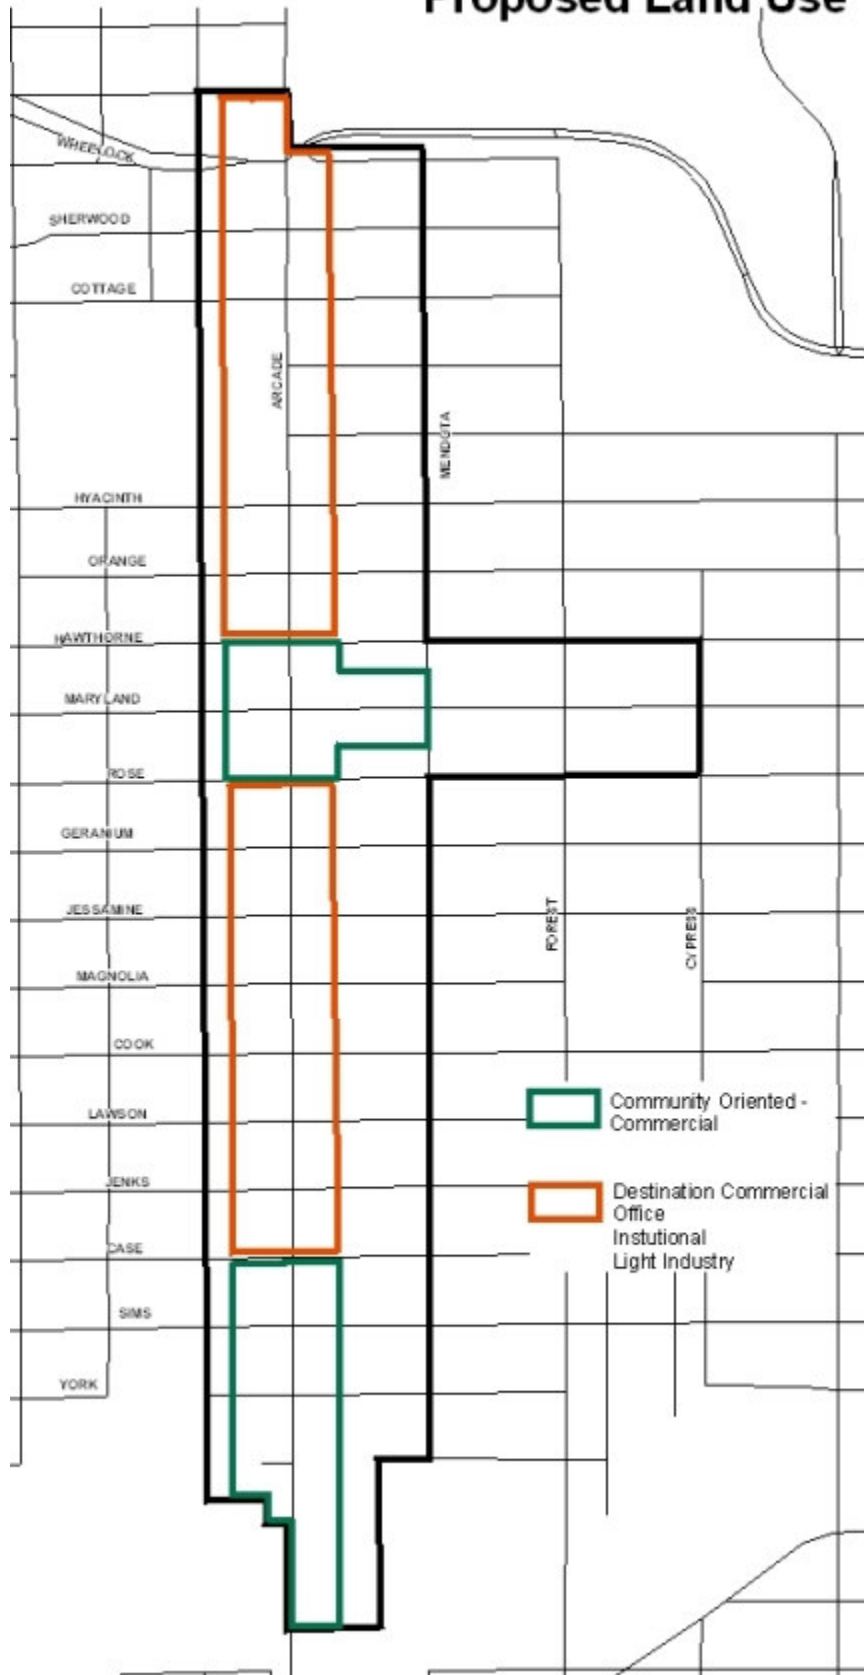 Proposed Land Use
WHEELOCK
SHERWOOD
COTTAGE
ARCADE
MENDOTA
HYACINTH
ORANGE
HAWTHORNE
MARYLAND
ROSE
GERANIUM
JESSAMINE
FOREST
CYPRESS
MAGNOLIA
COOK
LAWSON
JENKS
CASE
SIMS
YORK
Community Oriented -
Commercial
Destination Commercial
Office
Instutional
Light Industry